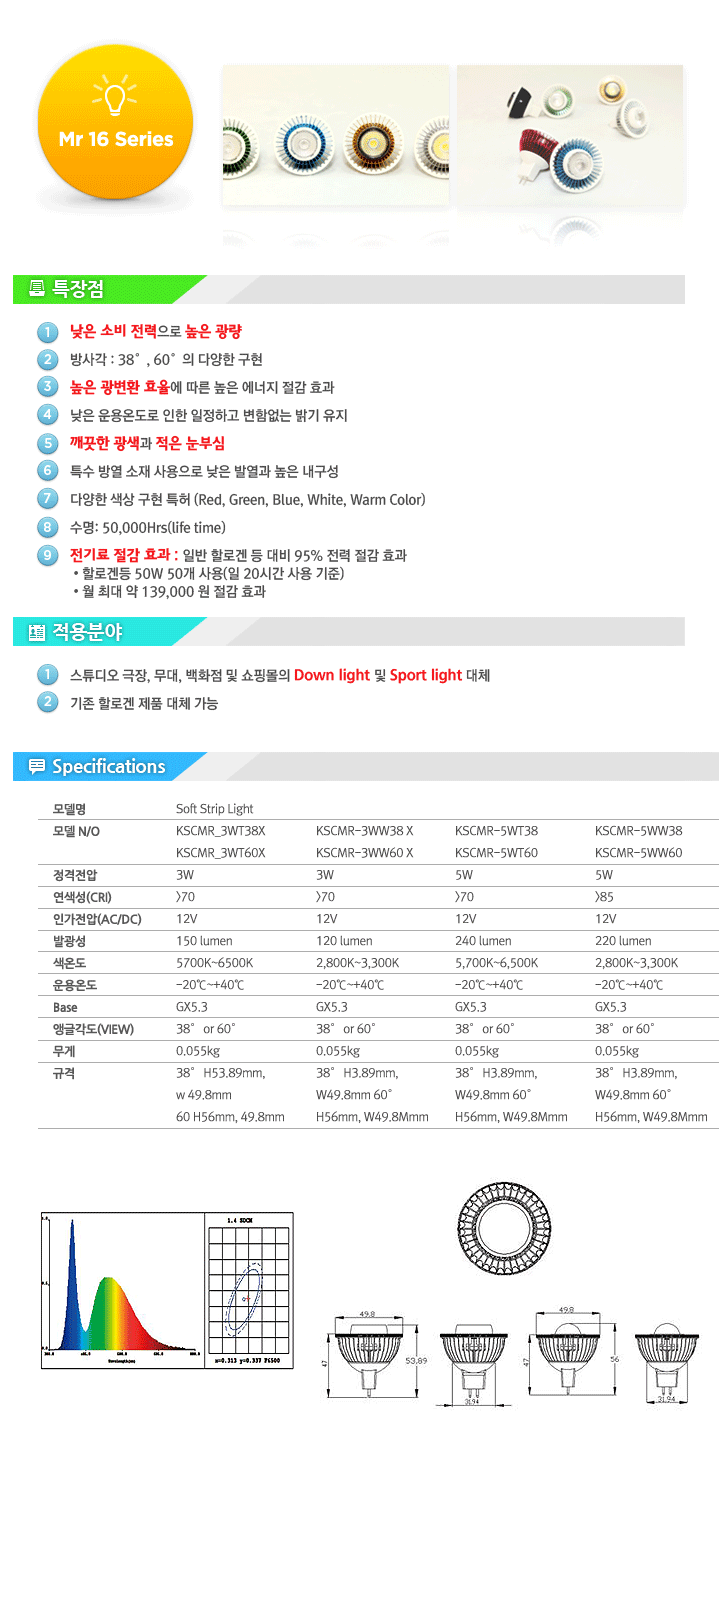 Mr 16 Series
특장점
1 낮은 소비 전력으로 높은 광량
2 방사각 : 38° , 60° 의 다양한 구현
3 높은 광변환 효율에 따른 높은 에너지 절감 효과
4 낮은 운용온도로 인한 일정하고 변함없는 밝기 유지
5 깨끗한 광색과 적은 눈부심
6 특수 방열 소재 사용으로 낮은 발열과 높은 내구성
7 다양한 색상 구현 특허 (Red, Green, Blue, White, Warm Color)
8 수명: 50,000Hrs(life time)
9 전기료 절감 효과 : 일반 할로겐 등 대비 95% 전력 절감 효과
• 할로겐등 50W 50개 사용(일 20시간 사용 기준)
• 월 최대 약 139,000 원 절감 효과
적용분야
1 스튜디오 극장, 무대, 백화점 및 쇼핑몰의 Down light 및 Sport light 대체
2 기존 할로겐 제품 대체 가능
Specifications
모델명 Soft Strip Light
모델 N/O KSCMR_3WT38X KSCMR-3WW38 X KSCMR-5WT38 KSCMR-5WW38
KSCMR_3WT60X KSCMR-3WW60 X KSCMR-5WT60 KSCMR-5WW60
정격전압 3W 3W 5W 5W
연색성(CRI) >70 >70 >70 >85
인가전압(AC/DC) 12V 12V 12V 12V
발광성 150 lumen 120 lumen 240 lumen 220 lumen
색온도 5700K~6500K 2,800K~3,300K 5,700K~6,500K 2,800K~3,300K
운용온도 -20℃~+40℃ -20℃~+40℃ -20℃~+40℃ -20℃~+40℃
Base GX5.3 GX5.3 GX5.3 GX5.3
앵글각도(VIEW) 38° or 60° 38° or 60° 38° or 60° 38° or 60°
무게 0.055kg 0.055kg 0.055kg 0.055kg
규격 38° H53.89mm, 38° H3.89mm, 38° H3.89mm, 38° H3.89mm,
w 49.8mm W49.8mm 60° W49.8mm 60° W49.8mm 60°
60 H56mm, 49.8mm H56mm, W49.8Mmm H56mm, W49.8Mmm H56mm, W49.8Mmm
1.4 SDCM
x=0.313 y=0.337 F6500
Wavelength(nm)
49.8 49.8
47 53.89 47 56
31.94 31.94